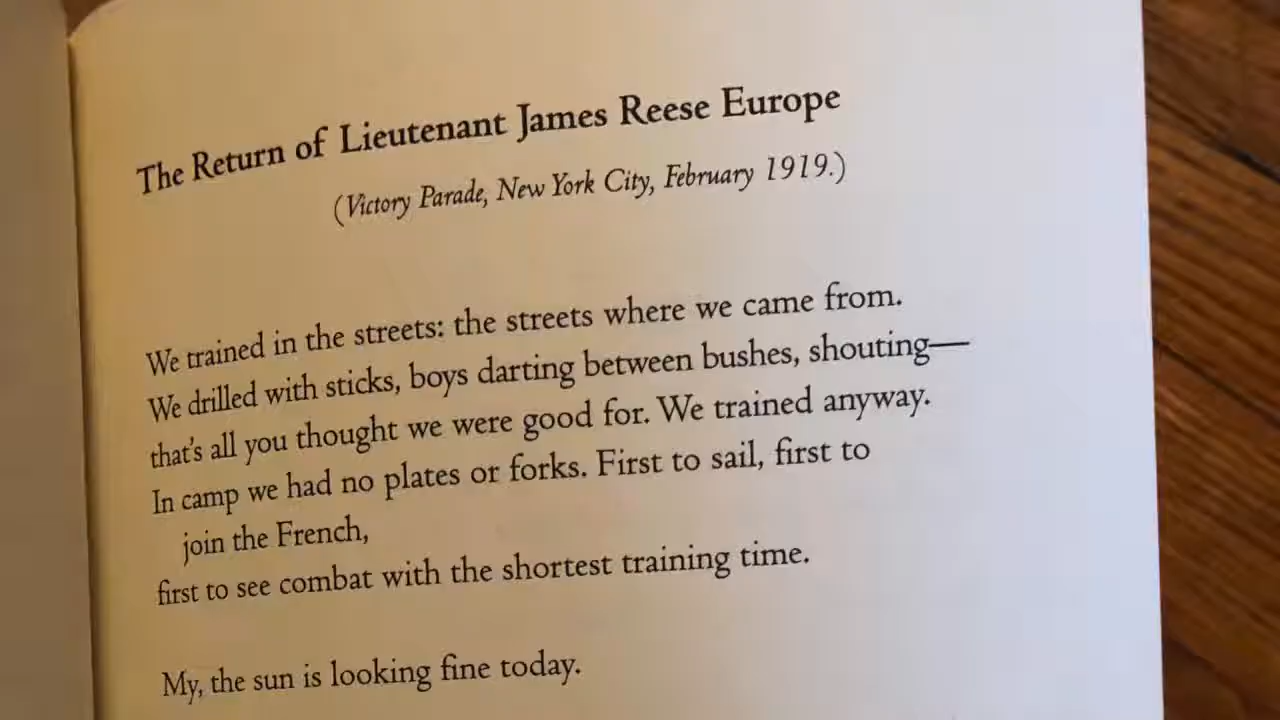 The Return of Lieutenant James Reese Europe
(Victory Parade, New York City, February 1919.)
We trained in the streets: the streets where we came from.
We drilled with sticks, boys darting between bushes, shouting—
that's all you thought we were good for. We trained anyway.
In camp we had no plates or forks. First to sail, first to
join the French,
first to see combat with the shortest training time.
My, the sun is looking fine today.